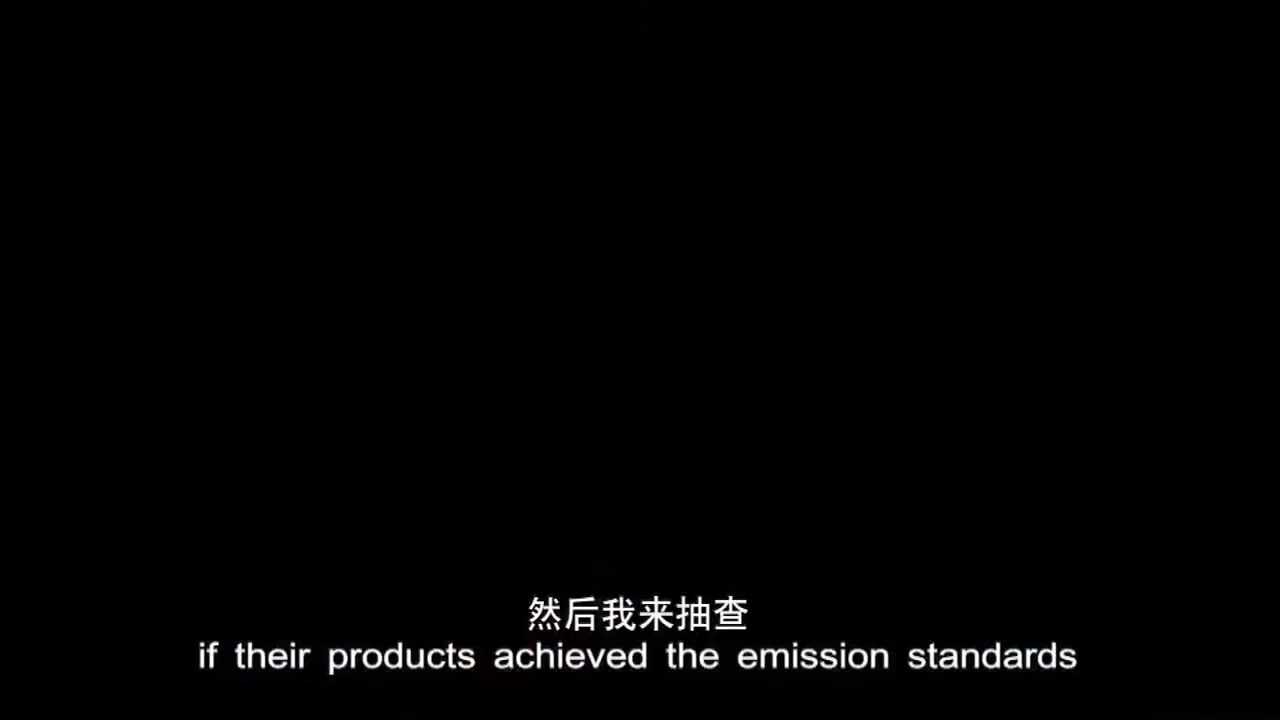 然后我来抽查
if their products achieved the emission standards